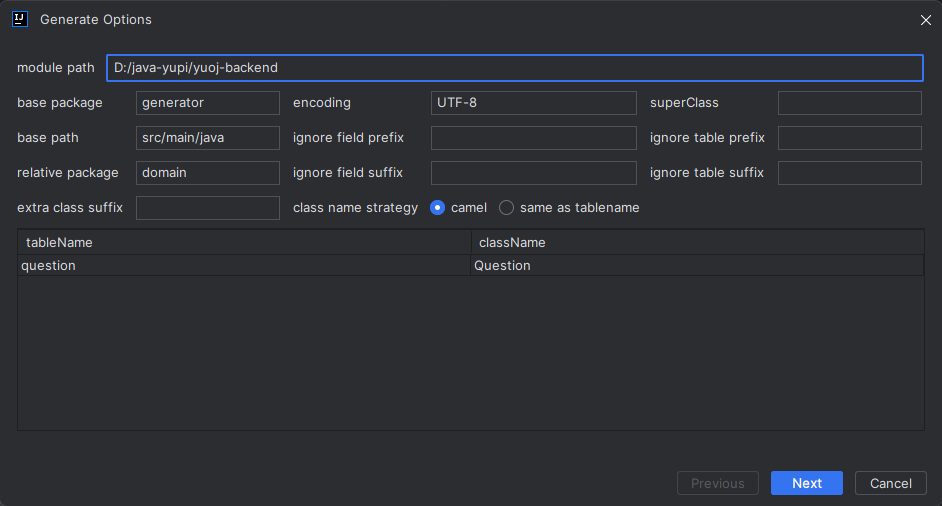 Generate Options
module path D:/java-yupi/yuoj-backend
base package generator encoding UTF-8 superClass
base path src/main/java ignore field prefix ignore table prefix
relative package domain ignore field suffix ignore table suffix
extra class suffix class name strategy camel same as tablename
tableName className
question Question
Previous Next Cancel